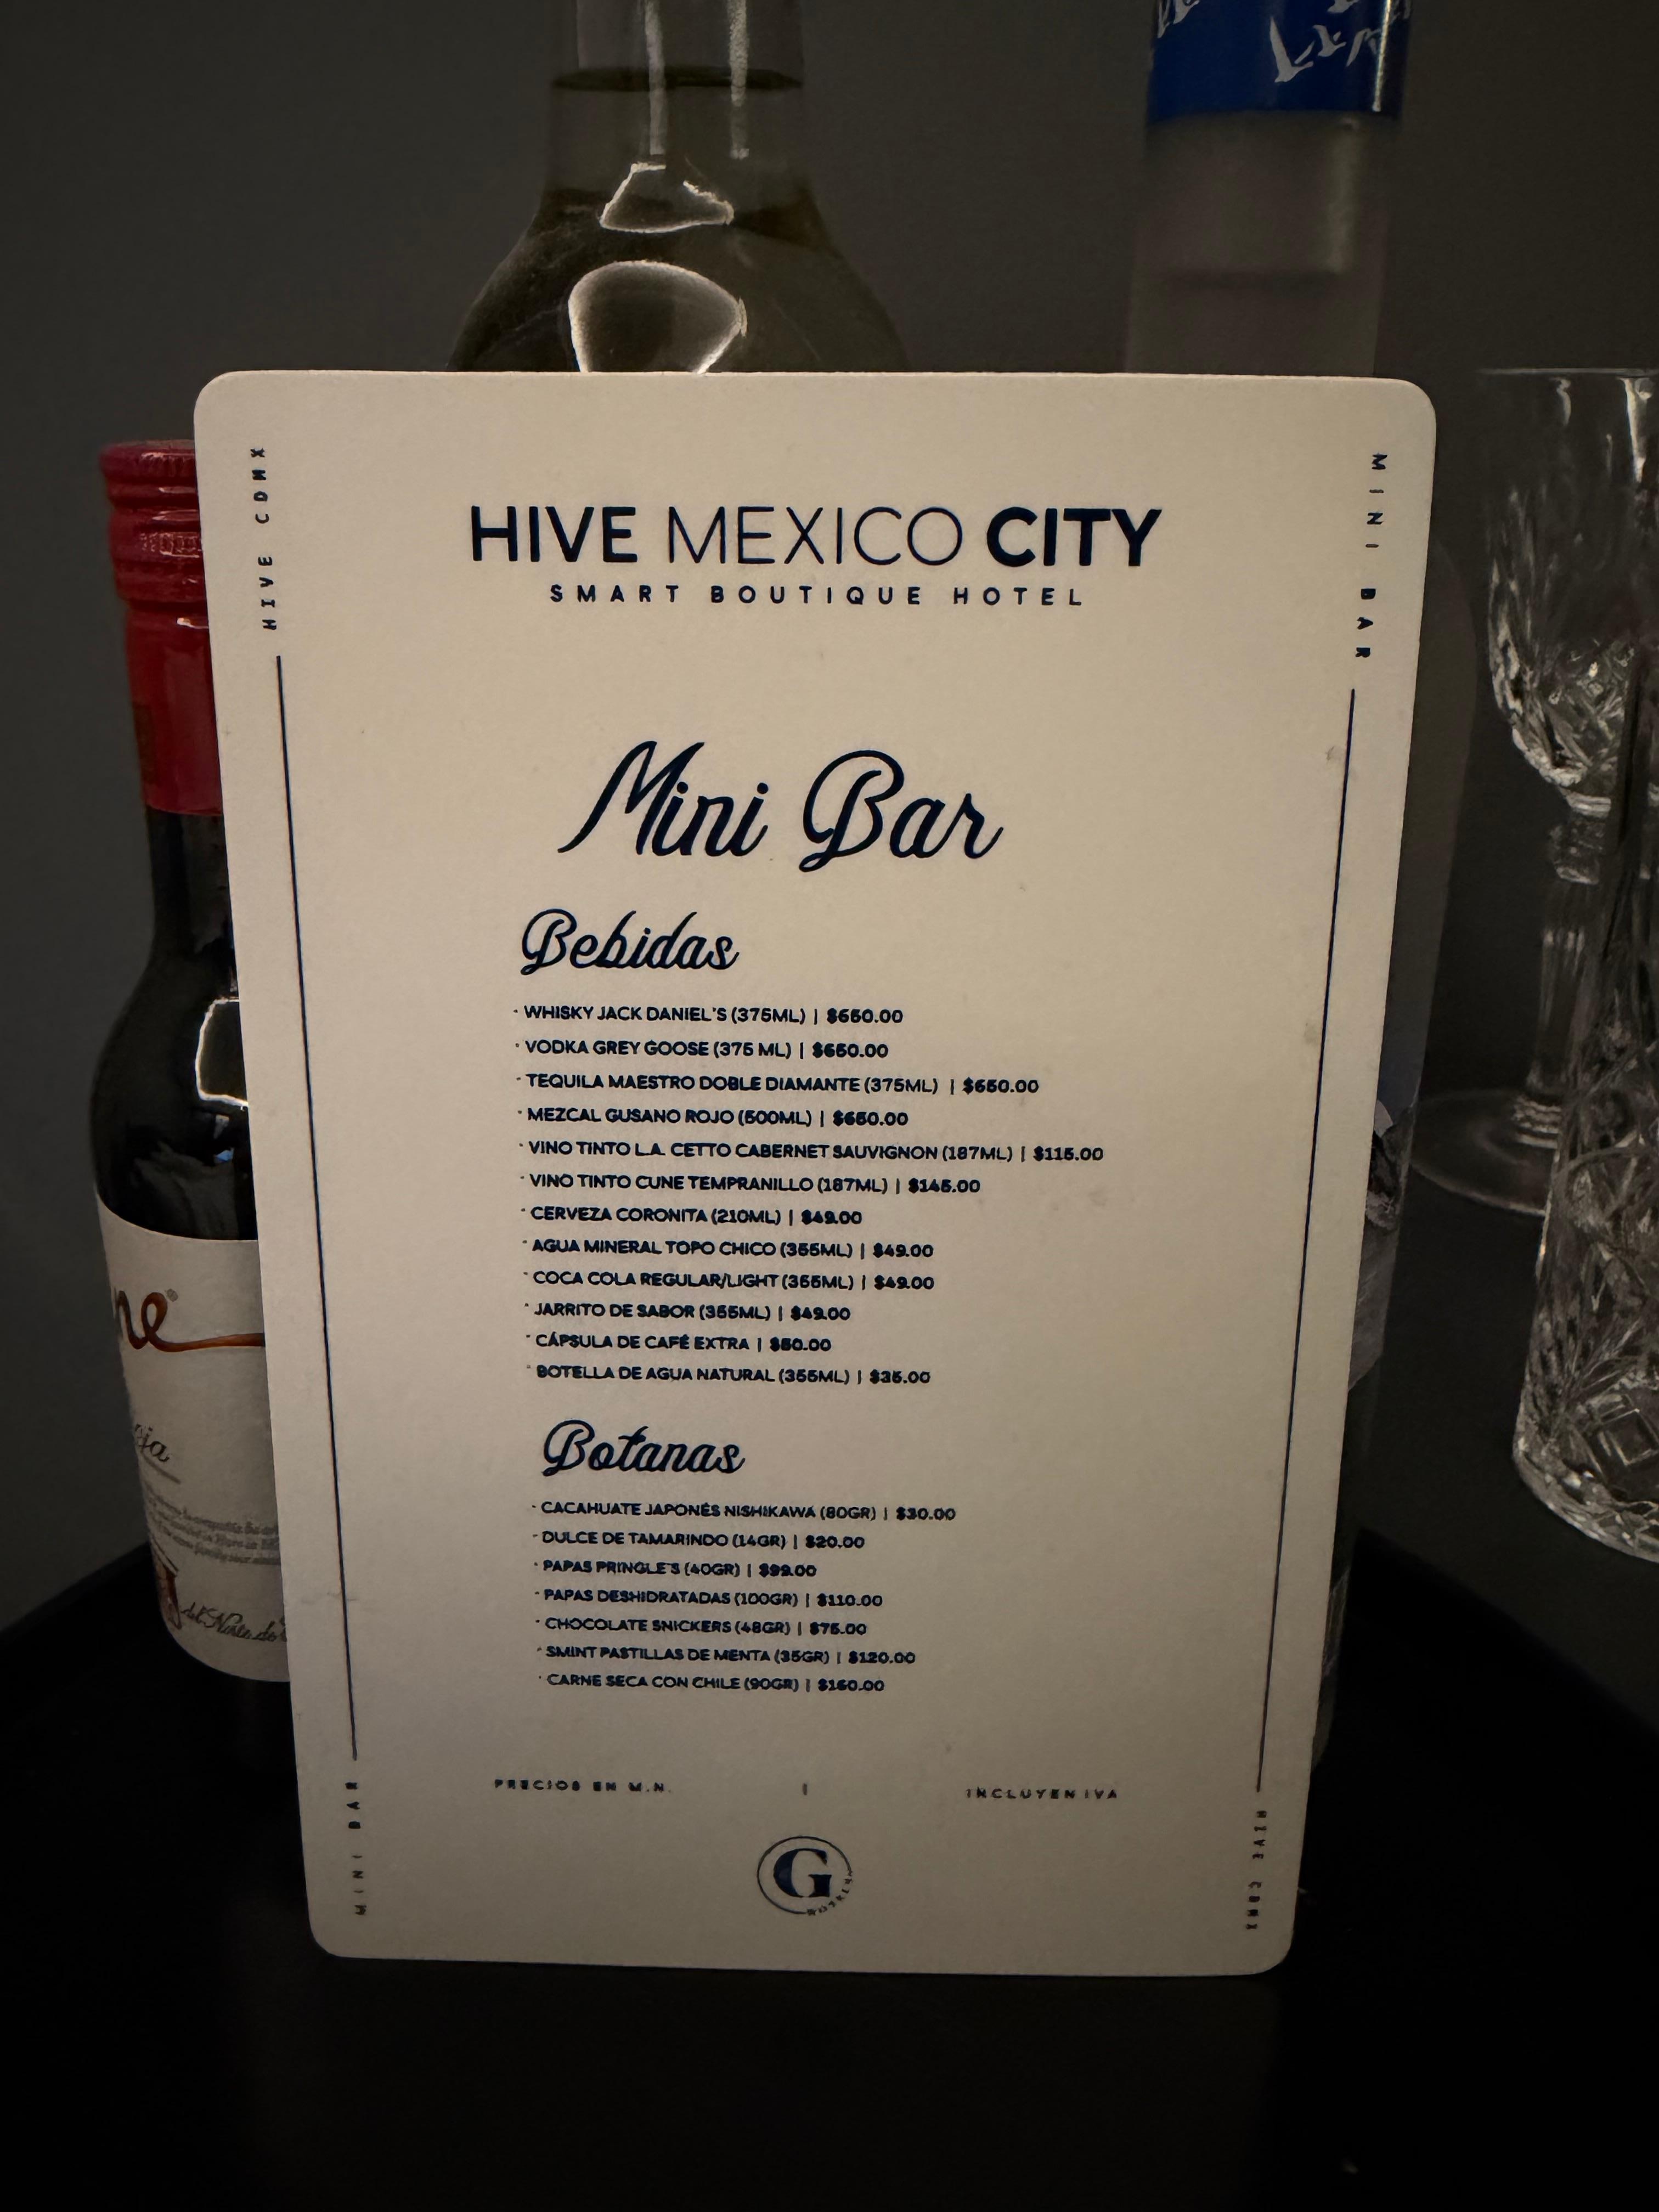 HIVE CDMX
MINI BAR
HIVE MEXICO CITY
SMART BOUTIQUE HOTEL
Mini Bar
Bebidas
· WHISKY JACK DANIEL'S (375ML) | $650.00
· VODKA GREY GOOSE (375 ML) | $650.00
· TEQUILA MAESTRO DOBLE DIAMANTE (375ML) | $650.00
· MEZCAL GUSANO ROJO (500ML) | $650.00
· VINO TINTO L.A. CETTO CABERNET SAUVIGNON (187ML) | $115.00
· VINO TINTO CUNE TEMPRANILLO (187ML) | $145.00
· CERVEZA CORONITA (210ML) | $49.00
· AGUA MINERAL TOPO CHICO (355ML) | $49.00
· COCA COLA REGULAR/LIGHT (355ML) | $49.00
· JARRITO DE SABOR (355ML) | $49.00
· CÁPSULA DE CAFÉ EXTRA | $50.00
· BOTELLA DE AGUA NATURAL (355ML) | $35.00
Botanas
· CACAHUATE JAPONÉS NISHIKAWA (80GR) | $30.00
· DULCE DE TAMARINDO (14GR) | $20.00
· PAPAS PRINGLE'S (40GR) | $99.00
· PAPAS DESHIDRATADAS (100GR) | $110.00
· CHOCOLATE SNICKERS (48GR) | $75.00
· SMINT PASTILLAS DE MENTA (35GR) | $120.00
· CARNE SECA CON CHILE (90GR) | $160.00
PRECIOS EN M.N. | INCLUYEN IVA
MINI BAR
HIVE CDMX
G
HOTELES
ne®
oja
del Norte de